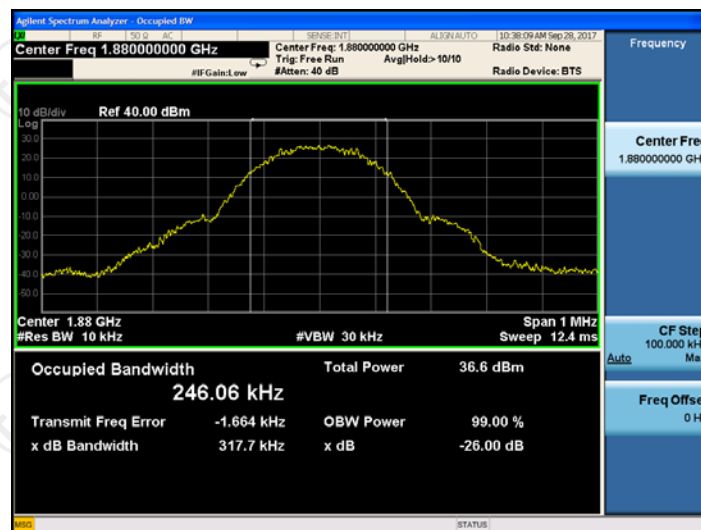 Agilent Spectrum Analyzer - Occupied BW
RF 50 Ω AC SENSE:INT ALIGN AUTO 10:38:09 AM Sep 28, 2017
Center Freq 1.880000000 GHz
Center Freq: 1.880000000 GHz
Radio Std: None
Trig: Free Run Avg|Hold:> 10/10
#IFGain:Low
#Atten: 40 dB
Radio Device: BTS
10 dB/div Ref 40.00 dBm
Log
30.0
20.0
10.0
0.00
-10.0
-20.0
-30.0
-40.0
-50.0
Center 1.88 GHz Span 1 MHz
#Res BW 10 kHz #VBW 30 kHz Sweep 12.4 ms
Occupied Bandwidth Total Power 36.6 dBm
246.06 kHz
Transmit Freq Error -1.664 kHz OBW Power 99.00 %
x dB Bandwidth 317.7 kHz x dB -26.00 dB
MSG STATUS
Frequency
Center Fre
1.880000000 GH
CF Ste
100.000 kH
Auto Ma
Freq Offse
0 H